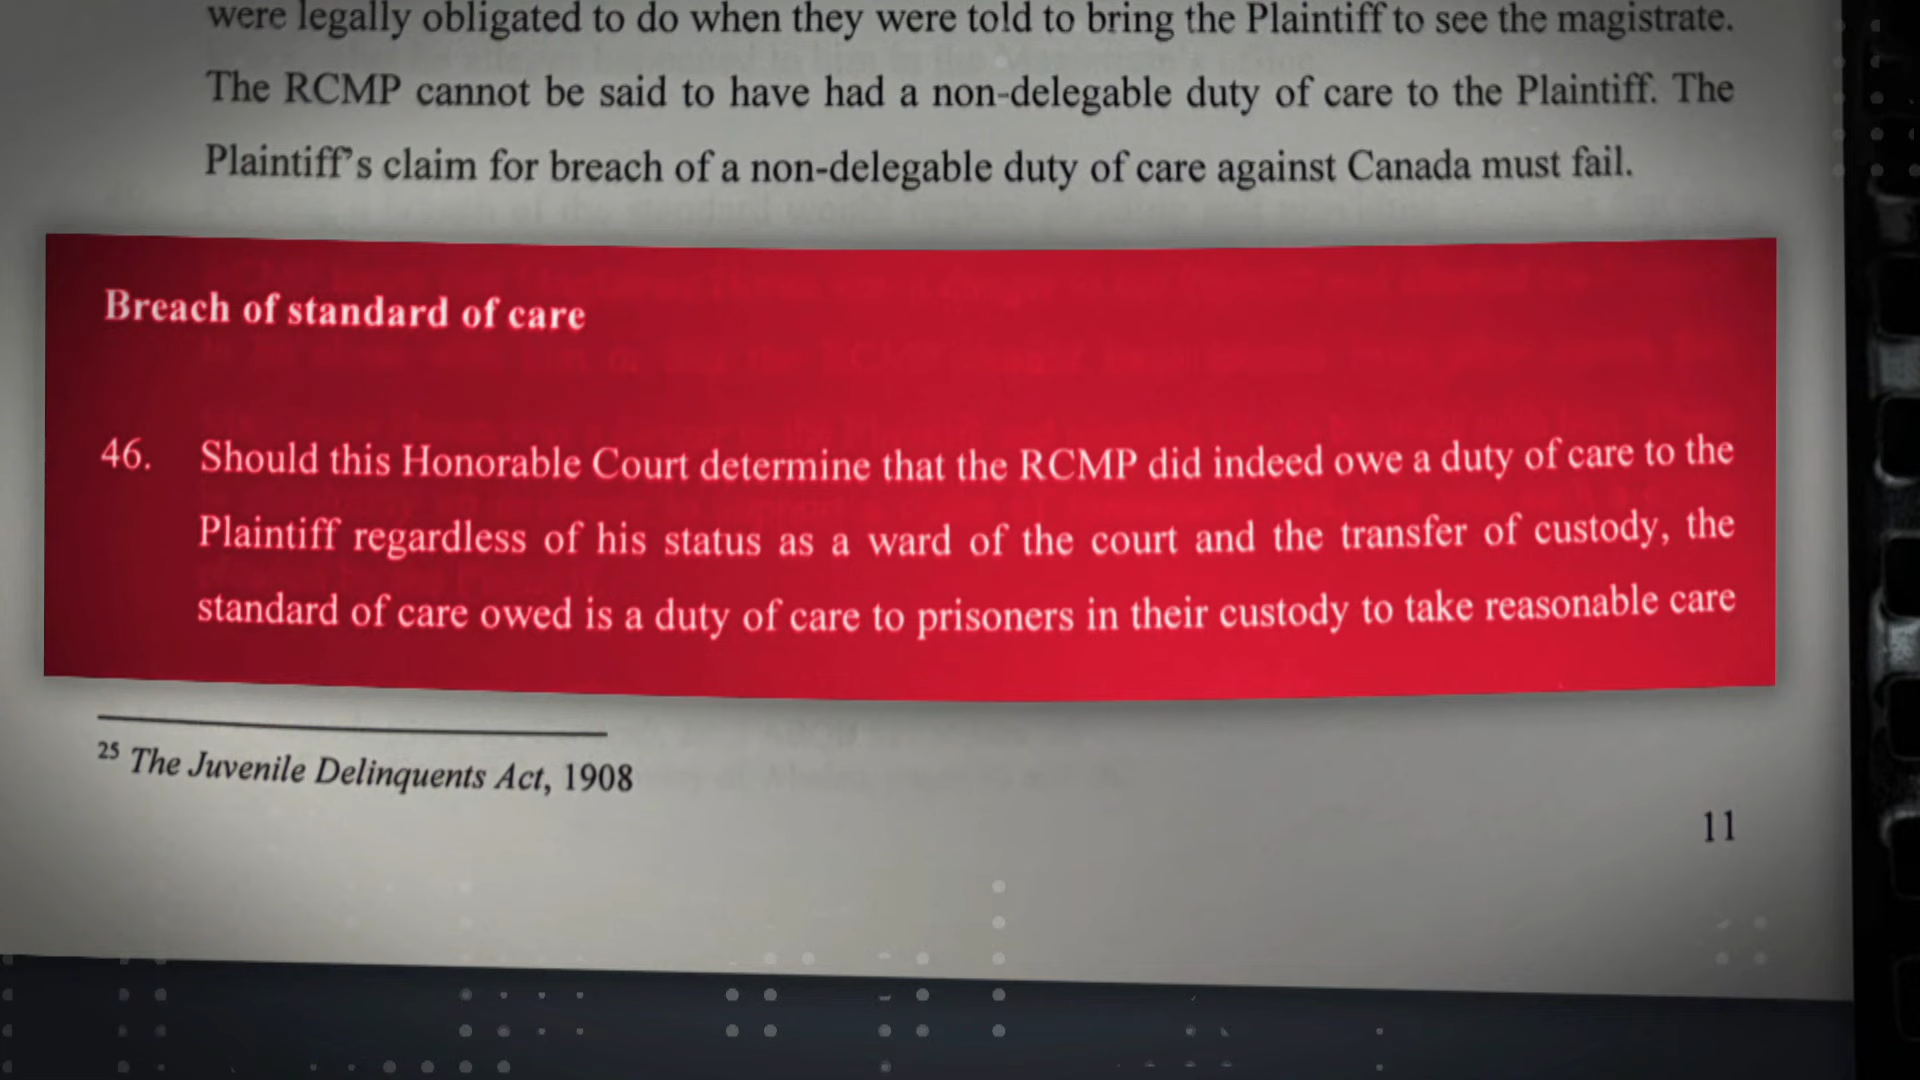 were legally obligated to do when they were told to bring the Plaintiff to see the magistrate.
The RCMP cannot be said to have had a non-delegable duty of care to the Plaintiff. The
Plaintiff's claim for breach of a non-delegable duty of care against Canada must fail.
Breach of standard of care
46. Should this Honorable Court determine that the RCMP did indeed owe a duty of care to the
Plaintiff regardless of his status as a ward of the court and the transfer of custody, the
standard of care owed is a duty of care to prisoners in their custody to take reasonable care
25 The Juvenile Delinquents Act, 1908
11